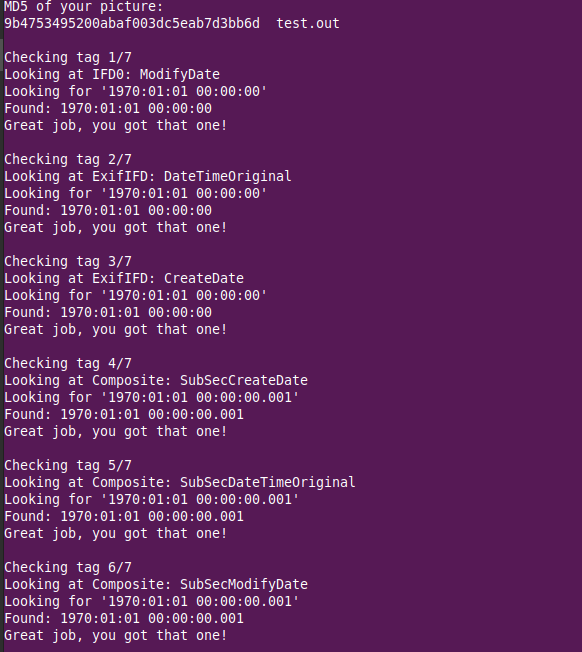 MD5 of your picture:
9b4753495200abaf003dc5eab7d3bb6d  test.out

Checking tag 1/7
Looking at IFD0: ModifyDate
Looking for '1970:01:01 00:00:00'
Found: 1970:01:01 00:00:00
Great job, you got that one!

Checking tag 2/7
Looking at ExifIFD: DateTimeOriginal
Looking for '1970:01:01 00:00:00'
Found: 1970:01:01 00:00:00
Great job, you got that one!

Checking tag 3/7
Looking at ExifIFD: CreateDate
Looking for '1970:01:01 00:00:00'
Found: 1970:01:01 00:00:00
Great job, you got that one!

Checking tag 4/7
Looking at Composite: SubSecCreateDate
Looking for '1970:01:01 00:00:00.001'
Found: 1970:01:01 00:00:00.001
Great job, you got that one!

Checking tag 5/7
Looking at Composite: SubSecDateTimeOriginal
Looking for '1970:01:01 00:00:00.001'
Found: 1970:01:01 00:00:00.001
Great job, you got that one!

Checking tag 6/7
Looking at Composite: SubSecModifyDate
Looking for '1970:01:01 00:00:00.001'
Found: 1970:01:01 00:00:00.001
Great job, you got that one!